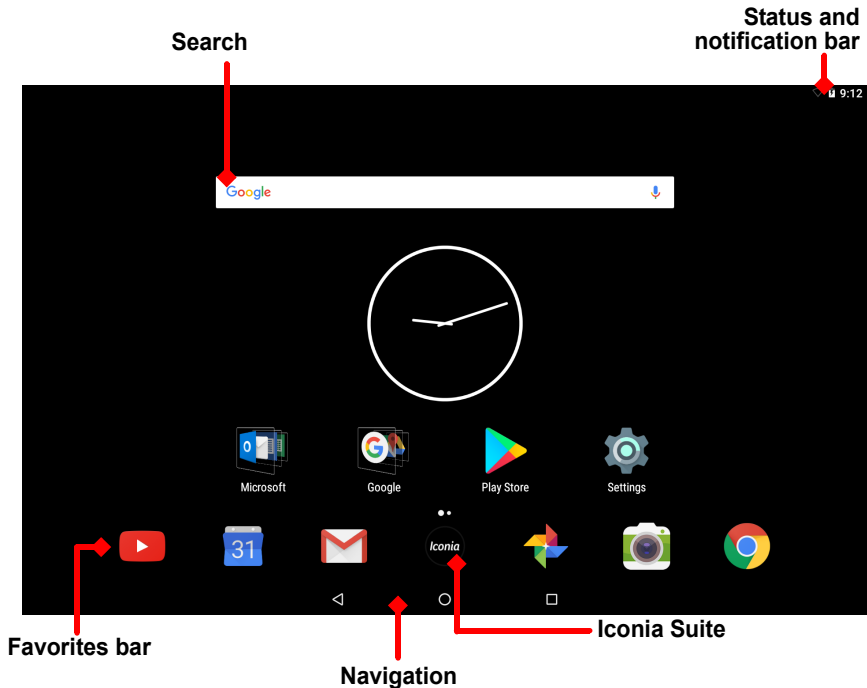 Status and
notification bar
Search
9:12
Google
Microsoft
Google
Play Store
Settings
31
Iconia
Iconia Suite
Favorites bar
Navigation